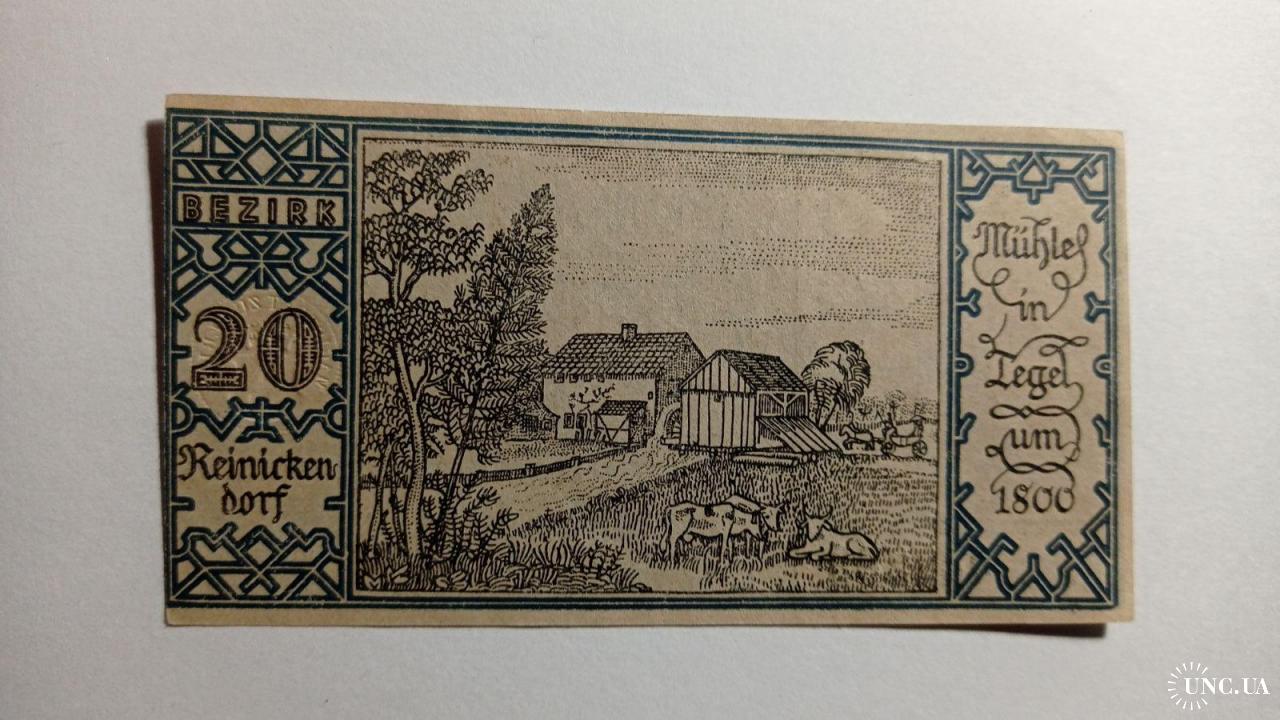 BEZIRK
20
Reinicken
dorf
Mühle
in
Tegel
um
1800
UNC.UA